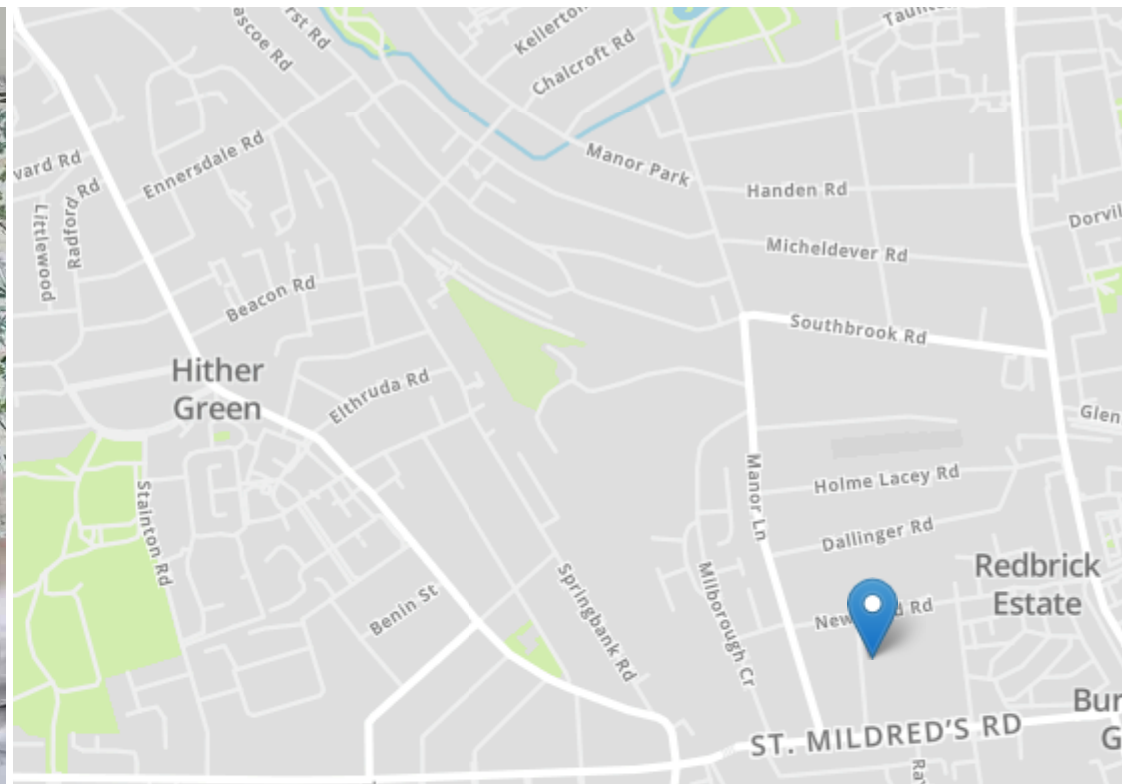 Kellerton
Taunton
Chalcroft Rd
Ennersdale Rd
Manor Park
Radford Rd
Handen Rd
Littlewood
Micheldever Rd
Beacon Rd
Southbrook Rd
Hither
Green
Elthruda Rd
Glen
Manor Ln
Holme Lacey Rd
Stainton Rd
Dallinger Rd
Redbrick
Estate
Milborough Cr
Springbank Rd
Benin St
ST. MILDRED'S RD